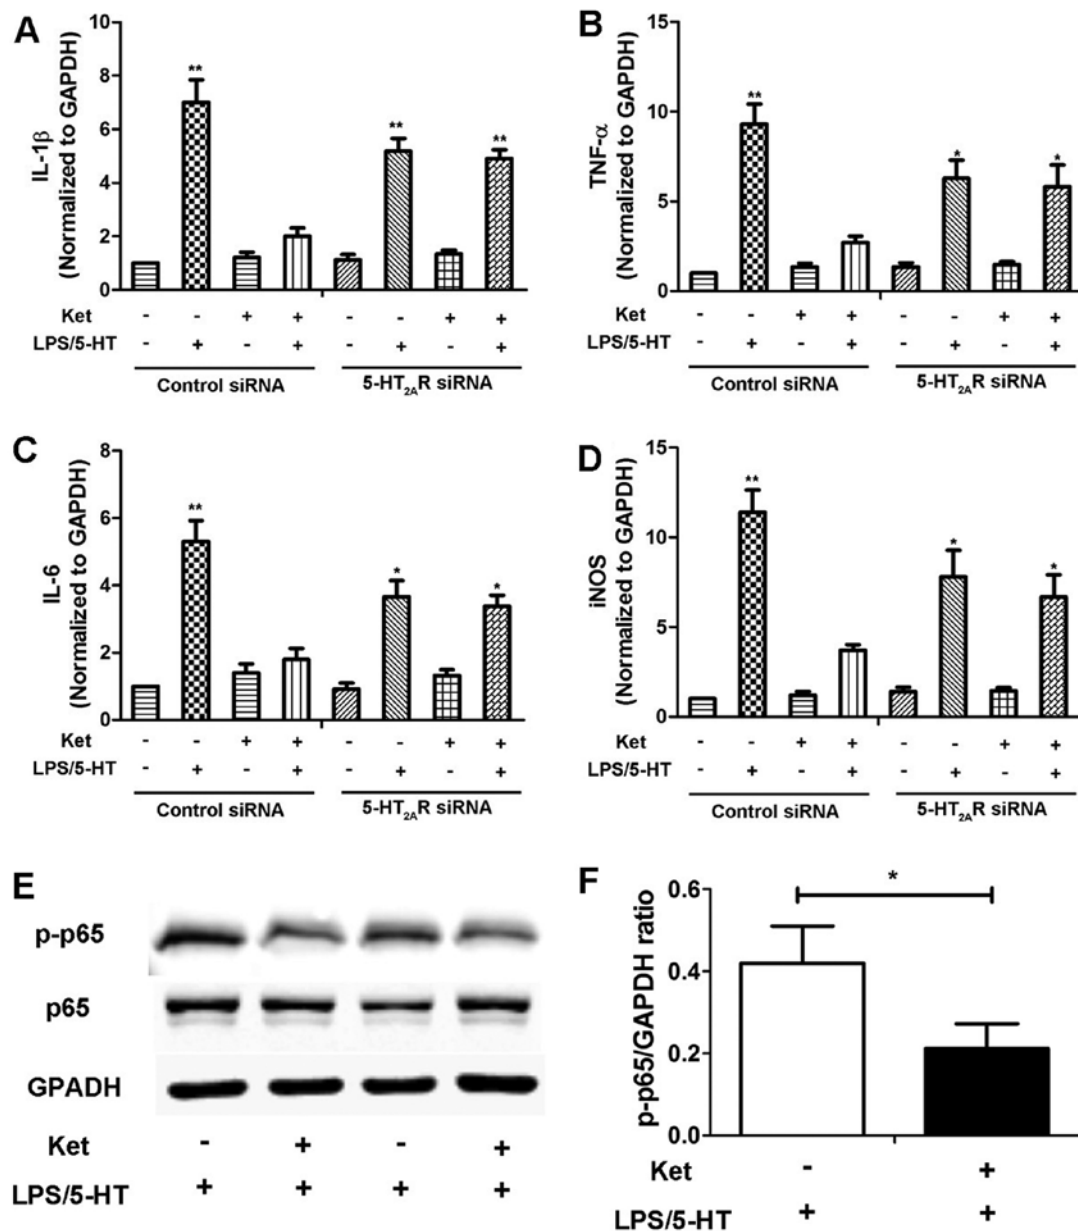 A
IL-1β
(Normalized to GAPDH)
10
8
6
4
2
0
** ** **
Ket - - + + - - + +
LPS/5-HT - + - + - + - +
Control siRNA 5-HT2AR siRNA
B
TNF-α
(Normalized to GAPDH)
15
10
5
0
** * *
Ket - - + + - - + +
LPS/5-HT - + - + - + - +
Control siRNA 5-HT2AR siRNA
C
IL-6
(Normalized to GAPDH)
8
6
4
2
0
** * *
Ket - - + + - - + +
LPS/5-HT - + - + - + - +
Control siRNA 5-HT2AR siRNA
D
iNOS
(Normalized to GAPDH)
15
10
5
0
** * *
Ket - - + + - - + +
LPS/5-HT - + - + - + - +
Control siRNA 5-HT2AR siRNA
E
p-p65
p65
GPADH
Ket - + - +
LPS/5-HT + + + +
F
p-p65/GAPDH ratio
0.6
0.4
0.2
0.0
*
Ket - +
LPS/5-HT + +